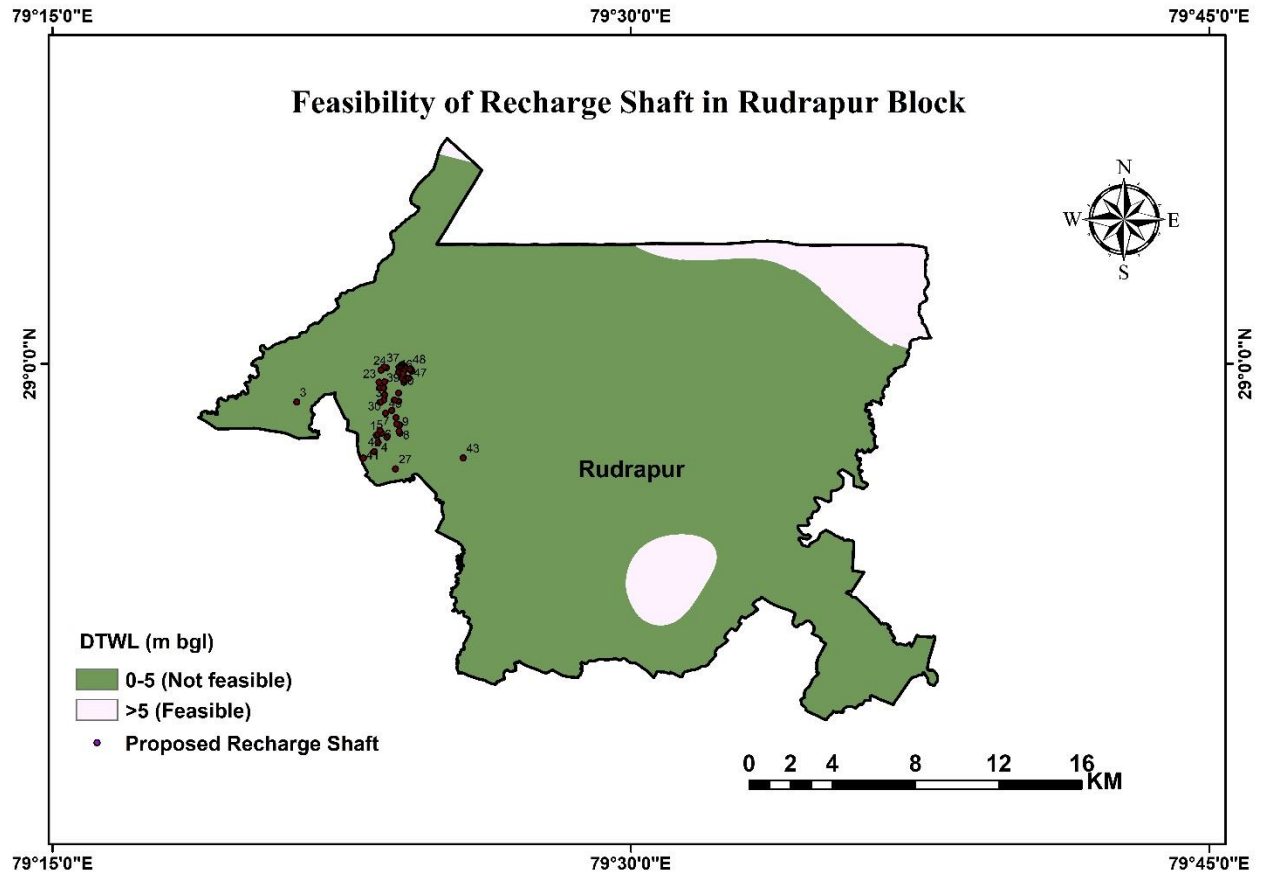 79°15'0"E 79°30'0"E 79°45'0"E
Feasibility of Recharge Shaft in Rudrapur Block
N
W E
S
29°0'0"N 29°0'0"N
24 37 48
23 39 47
3
30
7
15 9
8
4
41 27 43
Rudrapur
DTWL (m bgl)
0-5 (Not feasible)
>5 (Feasible)
Proposed Recharge Shaft
0 2 4 8 12 16
KM
79°15'0"E 79°30'0"E 79°45'0"E